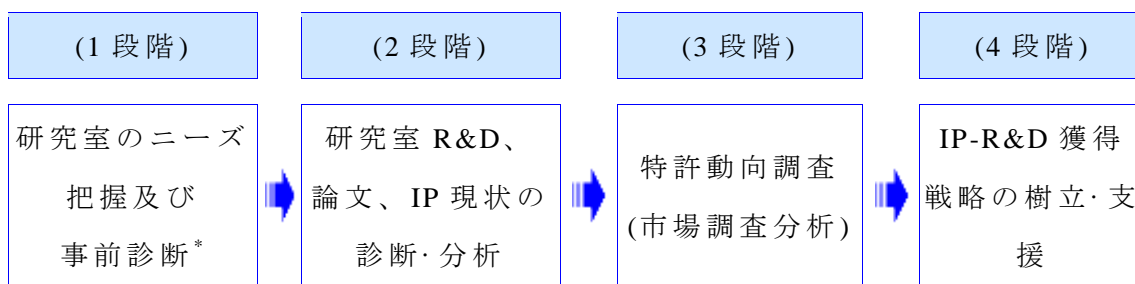 (1 段階)
(2 段階)
(3 段階)
(4 段階)
研究室のニーズ
把握及び
事前診断*
研究室 R&D、
論文、IP 現状の
診断·分析
特許動向調査
(市場調査分析)
IP-R&D 獲得
戦略の樹立·支
援